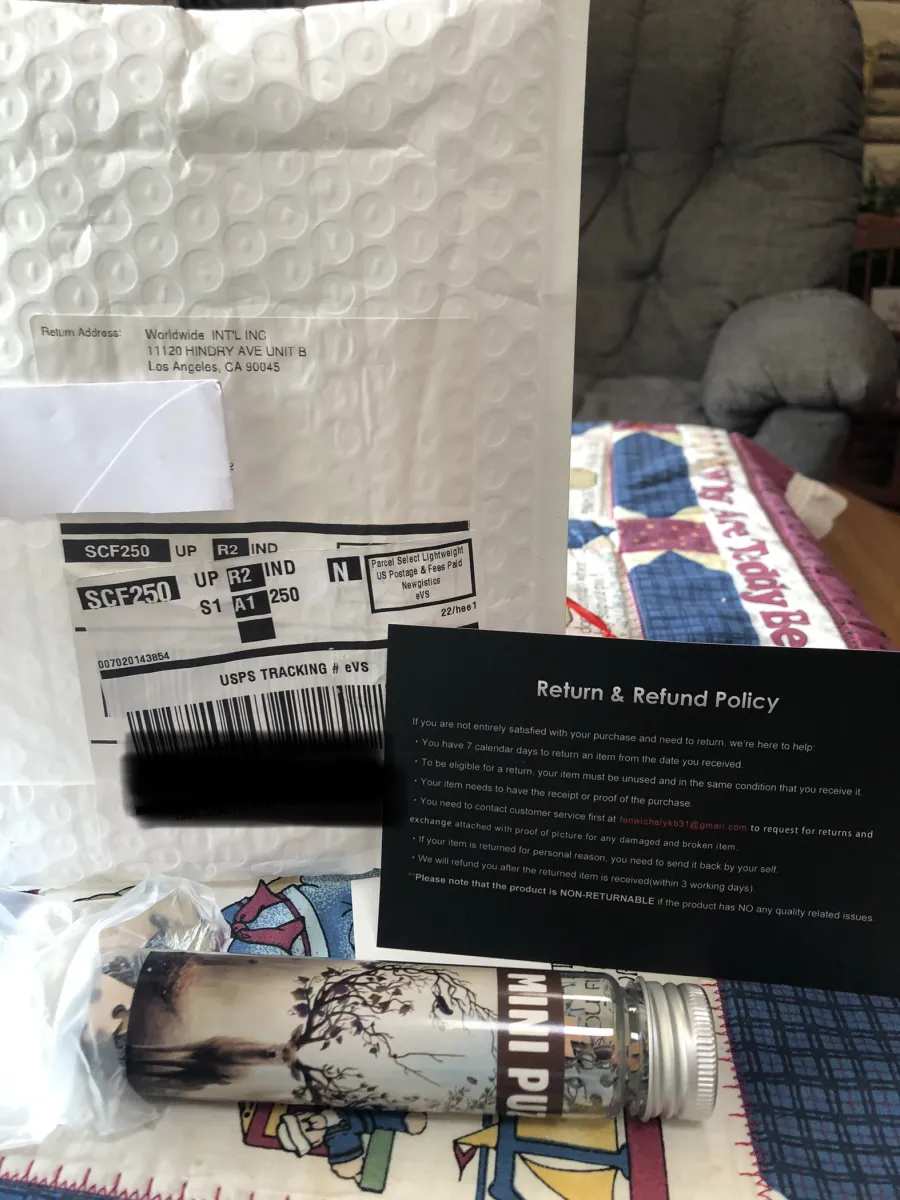 Return Address: Worldwide INT'L INC
11120 HINDRY AVE UNIT B
Los Angeles, CA 90045
SCF250 UP R2 IND
SCF250 UP R2 IND N
S1 A1 250
Parcel Select Lightweight
US Postage & Fees Paid
Newgistics
eVS
22/hee1
007020143854
USPS TRACKING # eVS
We Are Teddy Be
Return & Refund Policy
If you are not entirely satisfied with your purchase and need to return, we're here to help:
• You have 7 calendar days to return an item from the date you received.
• To be eligible for a return, your item must be unused and in the same condition that you receive it.
• Your item needs to have the receipt or proof of the purchase.
• You need to contact customer service first at fenwichelykb31@gmail.com to request for returns and
exchange attached with proof of picture for any damaged and broken item.
• If your item is returned for personal reason, you need to send it back by your self.
• We will refund you after the returned item is received(within 3 working days).
**Please note that the product is NON-RETURNABLE if the product has NO any quality related issues.
MINI PU